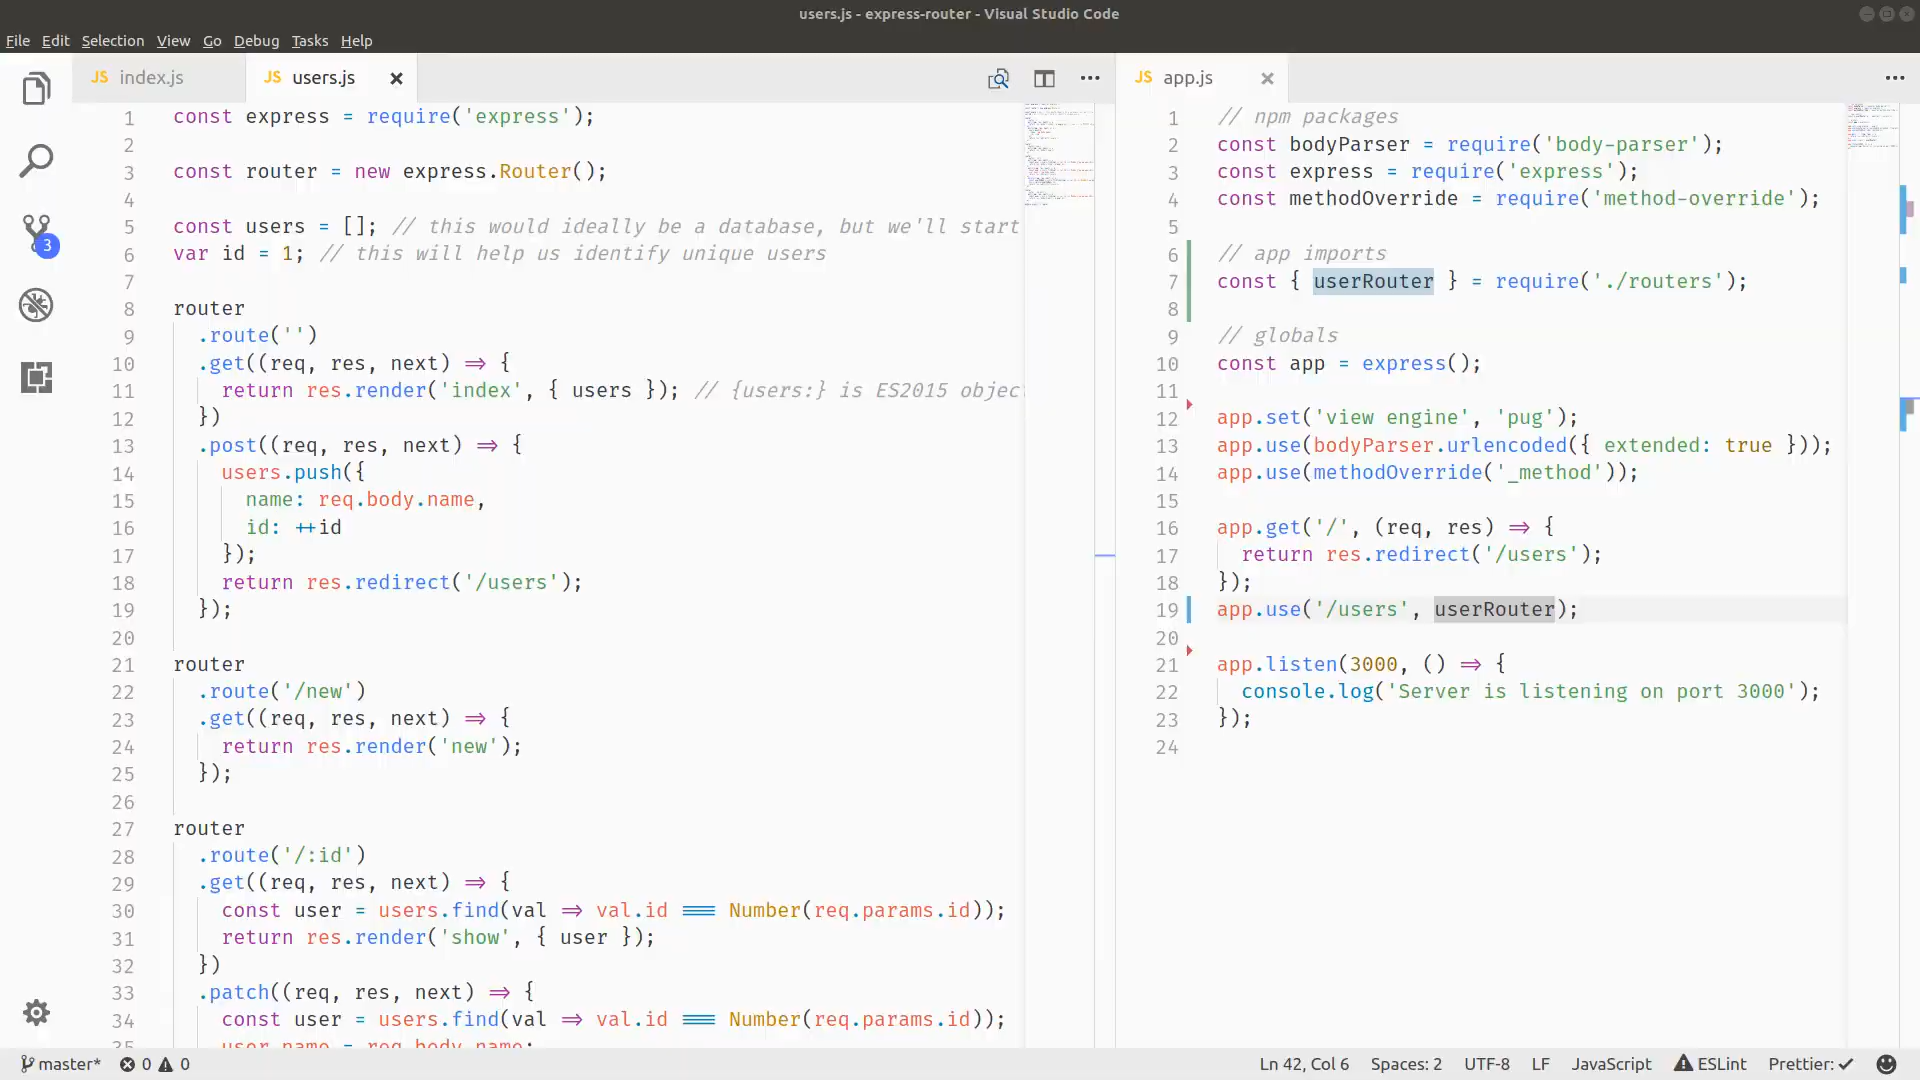 users.js - express-router - Visual Studio Code
File Edit Selection View Go Debug Tasks Help
JS index.js
JS users.js
1 const express = require('express');
2
3 const router = new express.Router();
4
5 const users = []; // this would ideally be a database, but we'll start
6 var id = 1; // this will help us identify unique users
7
8 router
9 .route('')
10 .get((req, res, next) => {
11 return res.render('index', { users }); // {users:} is ES2015 objec
12 })
13 .post((req, res, next) => {
14 users.push({
15 name: req.body.name,
16 id: ++id
17 });
18 return res.redirect('/users');
19 });
20
21 router
22 .route('/new')
23 .get((req, res, next) => {
24 return res.render('new');
25 });
26
27 router
28 .route('/:id')
29 .get((req, res, next) => {
30 const user = users.find(val => val.id === Number(req.params.id));
31 return res.render('show', { user });
32 })
33 .patch((req, res, next) => {
34 const user = users.find(val => val.id === Number(req.params.id));
35 user.name = req.body.name;
JS app.js
1 // npm packages
2 const bodyParser = require('body-parser');
3 const express = require('express');
4 const methodOverride = require('method-override');
5
6 // app imports
7 const { userRouter } = require('./routers');
8
9 // globals
10 const app = express();
11
12 app.set('view engine', 'pug');
13 app.use(bodyParser.urlencoded({ extended: true }));
14 app.use(methodOverride('_method'));
15
16 app.get('/', (req, res) => {
17 return res.redirect('/users');
18 });
19 app.use('/users', userRouter);
20
21 app.listen(3000, () => {
22 console.log('Server is listening on port 3000');
23 });
24
3
master* 0 0 Ln 42, Col 6 Spaces: 2 UTF-8 LF JavaScript ESLint Prettier: ✓